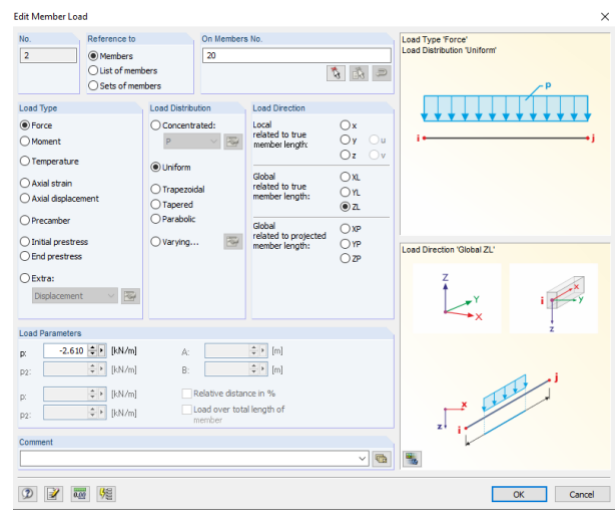 Edit Member Load
No.
2
Reference to
Members
List of members
Sets of members
On Members No.
20
Load Type
Force
Moment
Temperature
Axial strain
Axial displacement
Precamber
Initial prestress
End prestress
Extra:
Displacement
Load Distribution
Concentrated:
P
Uniform
Trapezoidal
Tapered
Parabolic
Varying...
Load Direction
Local
related to true
member length:
x
y u
z v
Global
related to true
member length:
XL
YL
ZL
Global
related to projected
member length:
XP
YP
ZP
Load Parameters
p: -2.610 [kN/m] A: [m]
p2: [kN/m] B: [m]
p: [kN/m] Relative distance in %
p2: [kN/m] Load over total length of
member
Comment
Load Type 'Force'
Load Distribution 'Uniform'
p
i j
Load Direction 'Global ZL'
Z
Y
X
x
i y
z
j
x
z i
0,00
OK Cancel